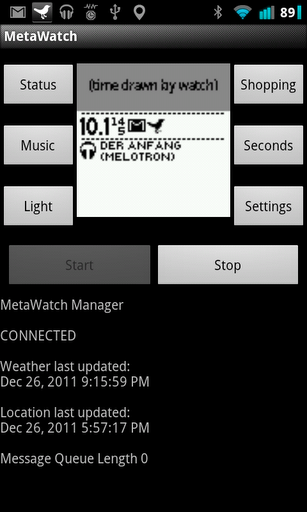 89
MetaWatch
Status
(time drawn by watch)
Shopping
Music
10.1 14 5
DER ANFANG
(MELOTRON)
Seconds
Light
Settings
Start
Stop
MetaWatch Manager
CONNECTED
Weather last updated:
Dec 26, 2011 9:15:59 PM
Location last updated:
Dec 26, 2011 5:57:17 PM
Message Queue Length 0